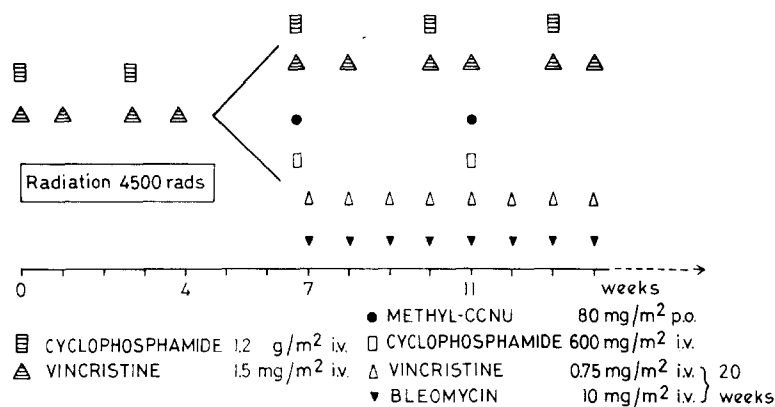 Radiation 4500 rads
0 4 7 11 weeks
METHYL-CCNU 80 mg/m² p.o.
CYCLOPHOSPHAMIDE 1.2 g/m² i.v. CYCLOPHOSPHAMIDE 600 mg/m² i.v.
VINCRISTINE 1.5 mg/m² i.v. VINCRISTINE 0.75 mg/m² i.v. 20
BLEOMYCIN 10 mg/m² i.v. weeks